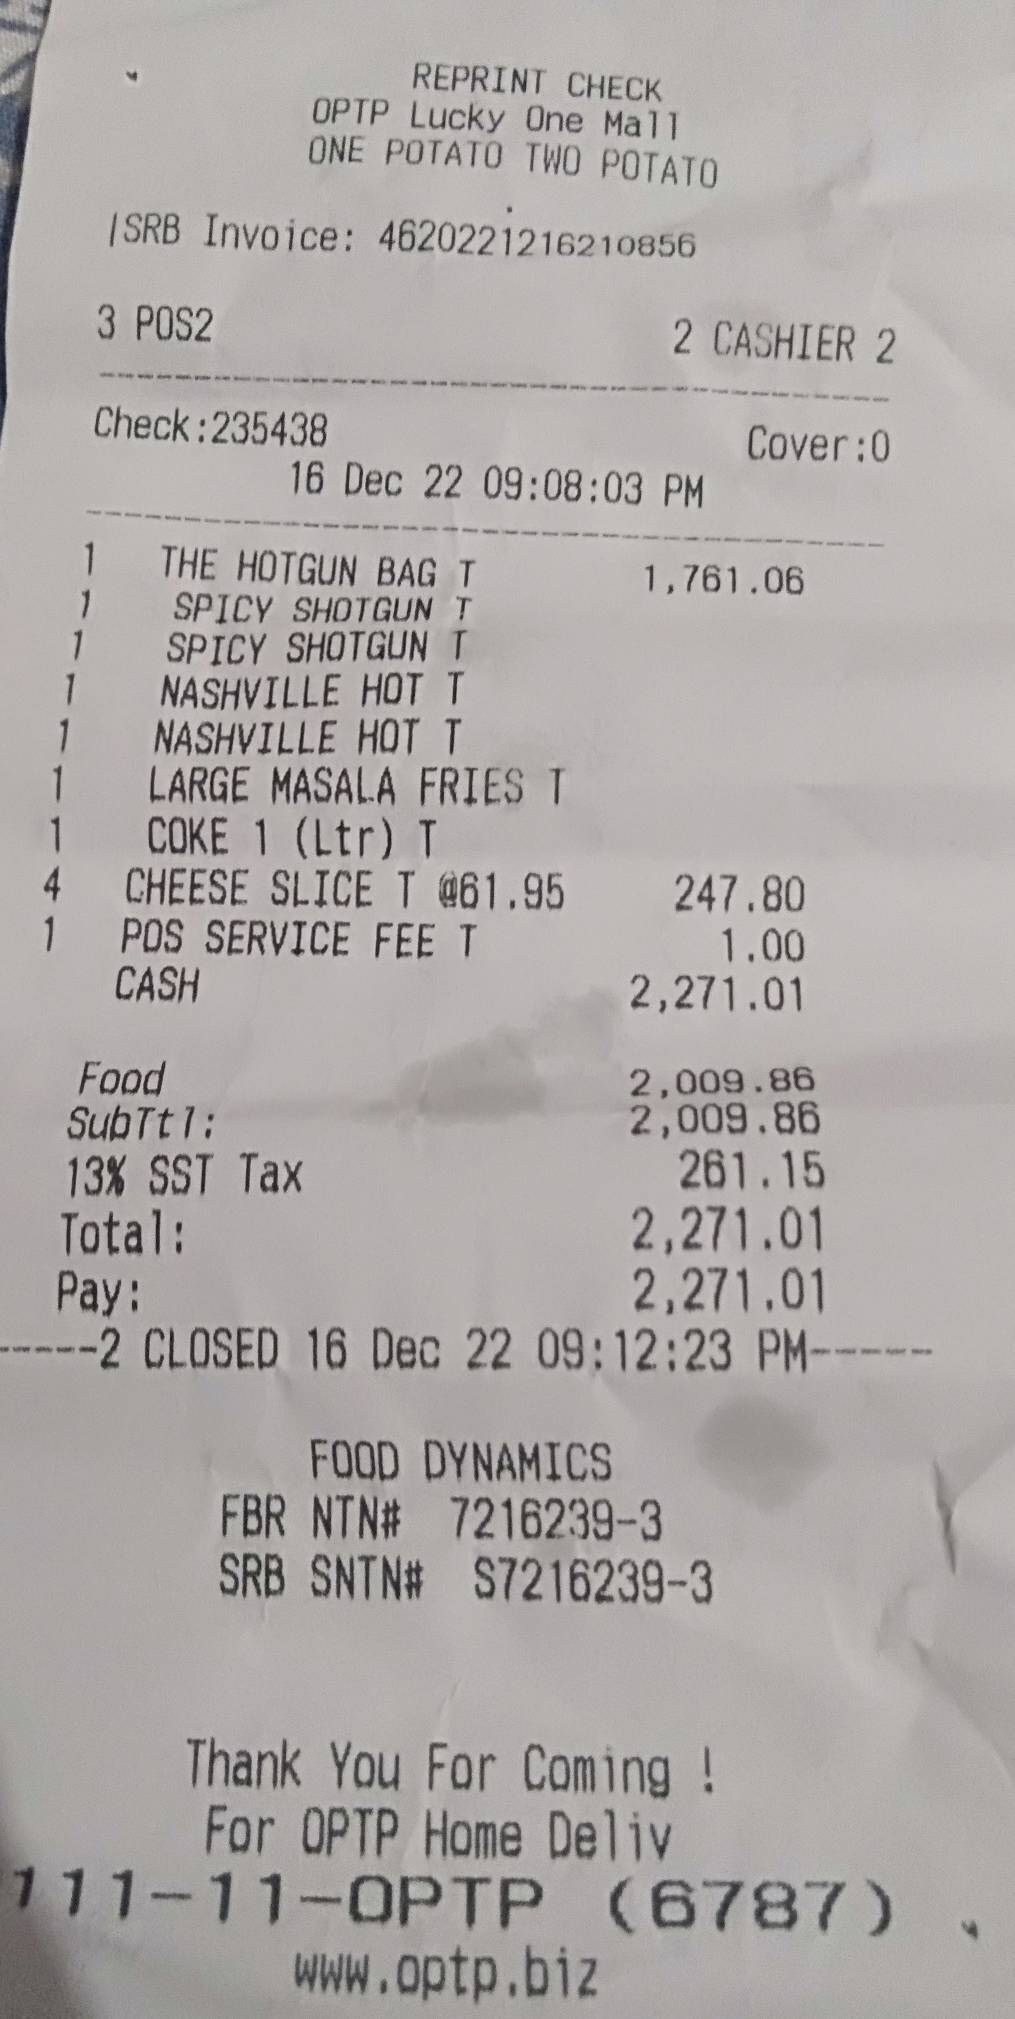 REPRINT CHECK
OPTP Lucky One Mall
ONE POTATO TWO POTATO
|SRB Invoice: 4620221216210856
3 POS2 2 CASHIER 2
Check:235438 Cover:0
16 Dec 22 09:08:03 PM
1 THE HOTGUN BAG T 1,761.06
1 SPICY SHOTGUN T
1 SPICY SHOTGUN T
1 NASHVILLE HOT T
1 NASHVILLE HOT T
1 LARGE MASALA FRIES T
1 COKE 1 (Ltr) T
4 CHEESE SLICE T @61.95 247.80
1 POS SERVICE FEE T 1.00
CASH 2,271.01
Food 2,009.86
SubTtl: 2,009.86
13% SST Tax 261.15
Total: 2,271.01
Pay: 2,271.01
-----2 CLOSED 16 Dec 22 09:12:23 PM-----
FOOD DYNAMICS
FBR NTN# 7216239-3
SRB SNTN# S7216239-3
Thank You For Coming !
For OPTP Home Deliv
111-11-OPTP (6787)
www.optp.biz